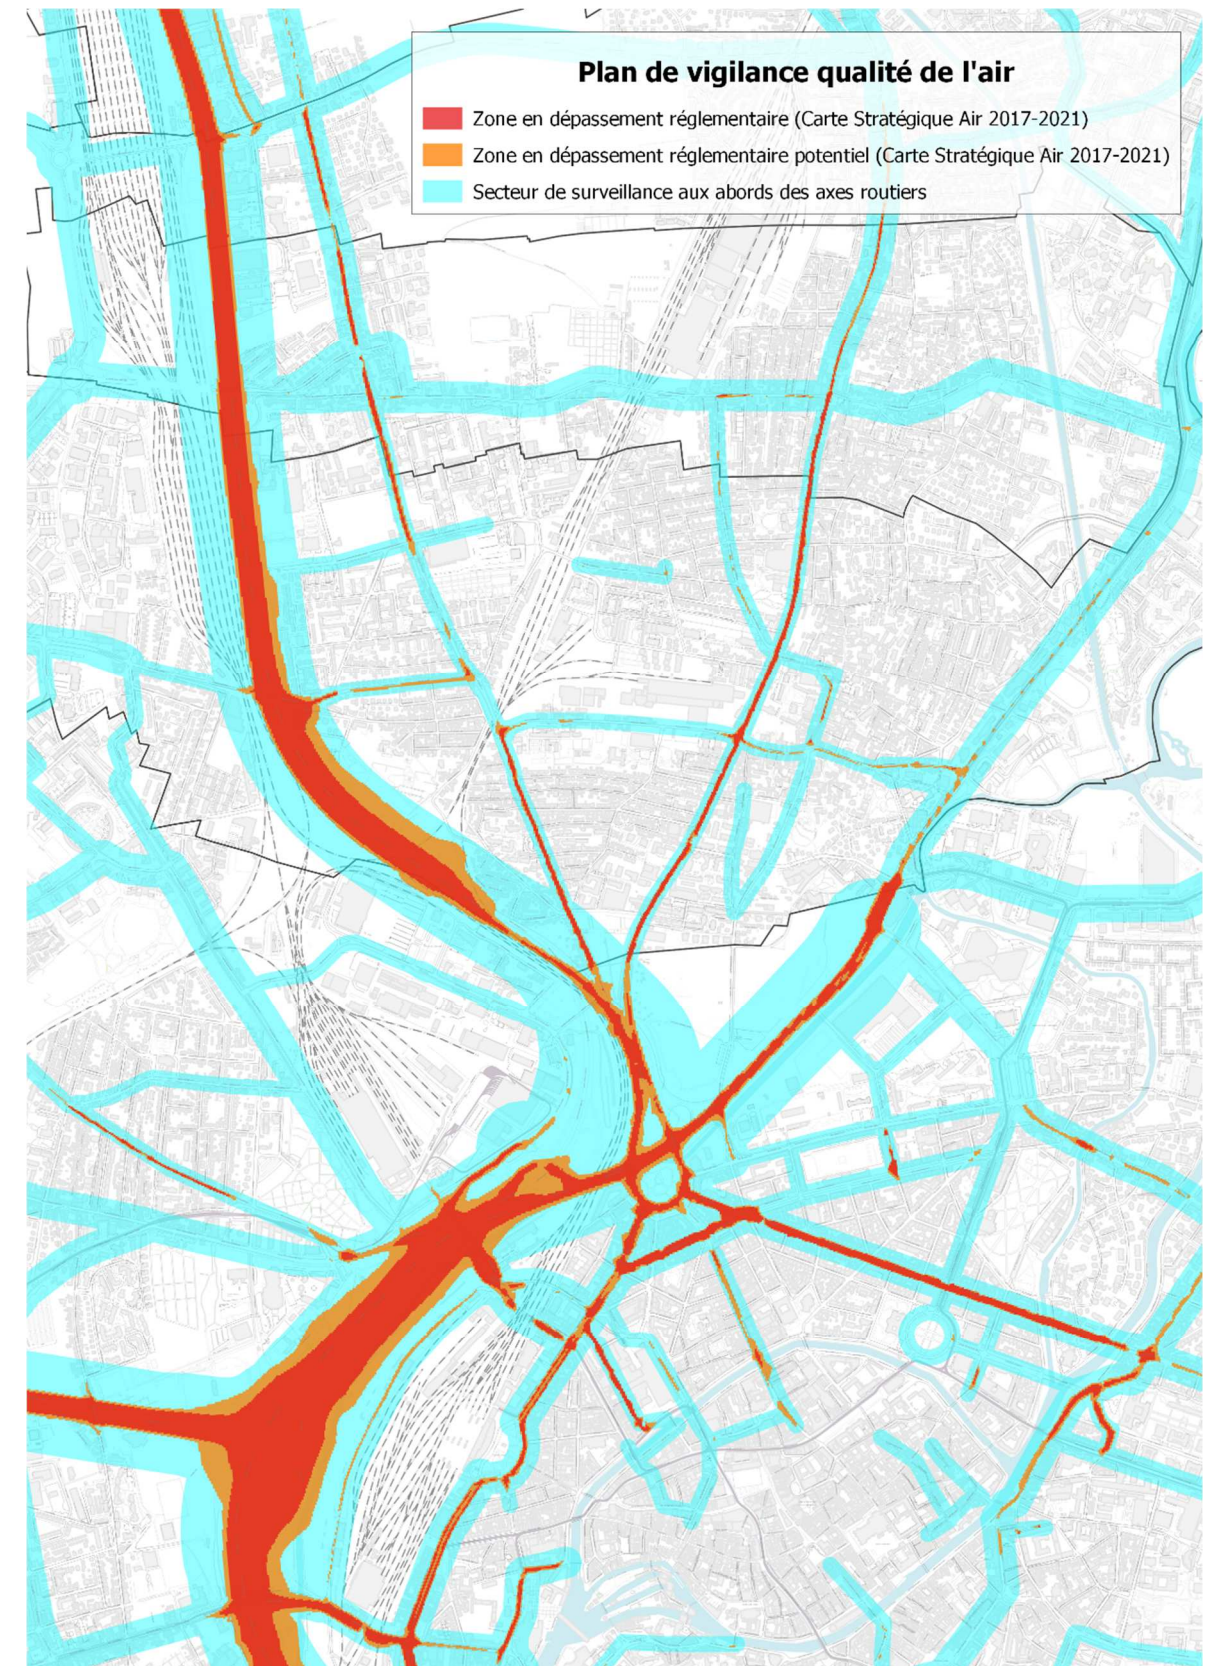 Plan de vigilance qualité de l'air
Zone en dépassement réglementaire (Carte Stratégique Air 2017-2021)
Zone en dépassement réglementaire potentiel (Carte Stratégique Air 2017-2021)
Secteur de surveillance aux abords des axes routiers